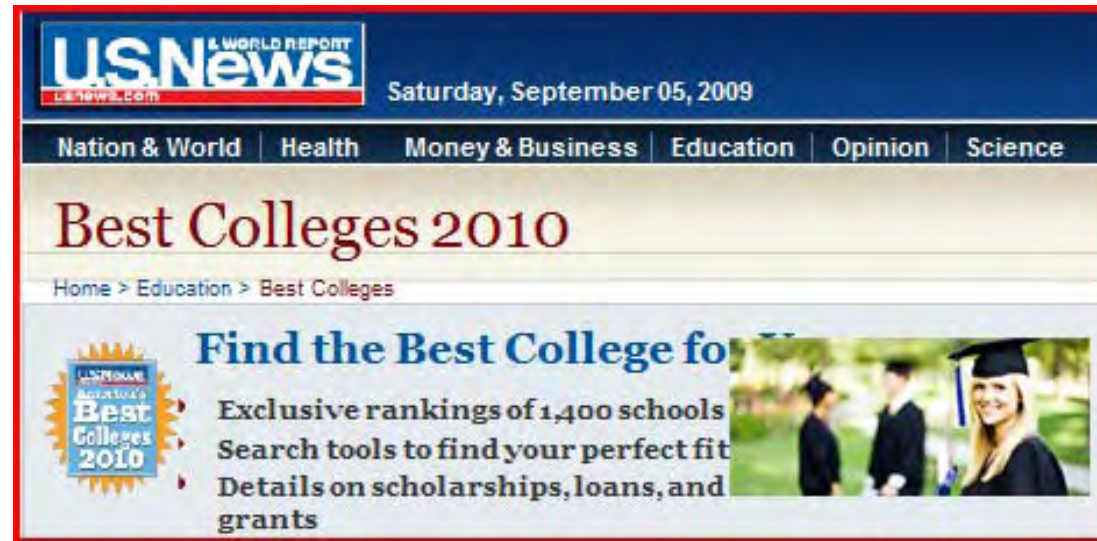 U.S.News
& WORLD REPORT
usnews.com
Saturday, September 05, 2009
Nation & World | Health Money & Business | Education | Opinion | Science
Best Colleges 2010
Home > Education > Best Colleges
Find the Best College fo
U.S.News
America's
Best
Colleges
2010
Exclusive rankings of 1,400 schools
Search tools to find your perfect fit
Details on scholarships, loans, and
grants